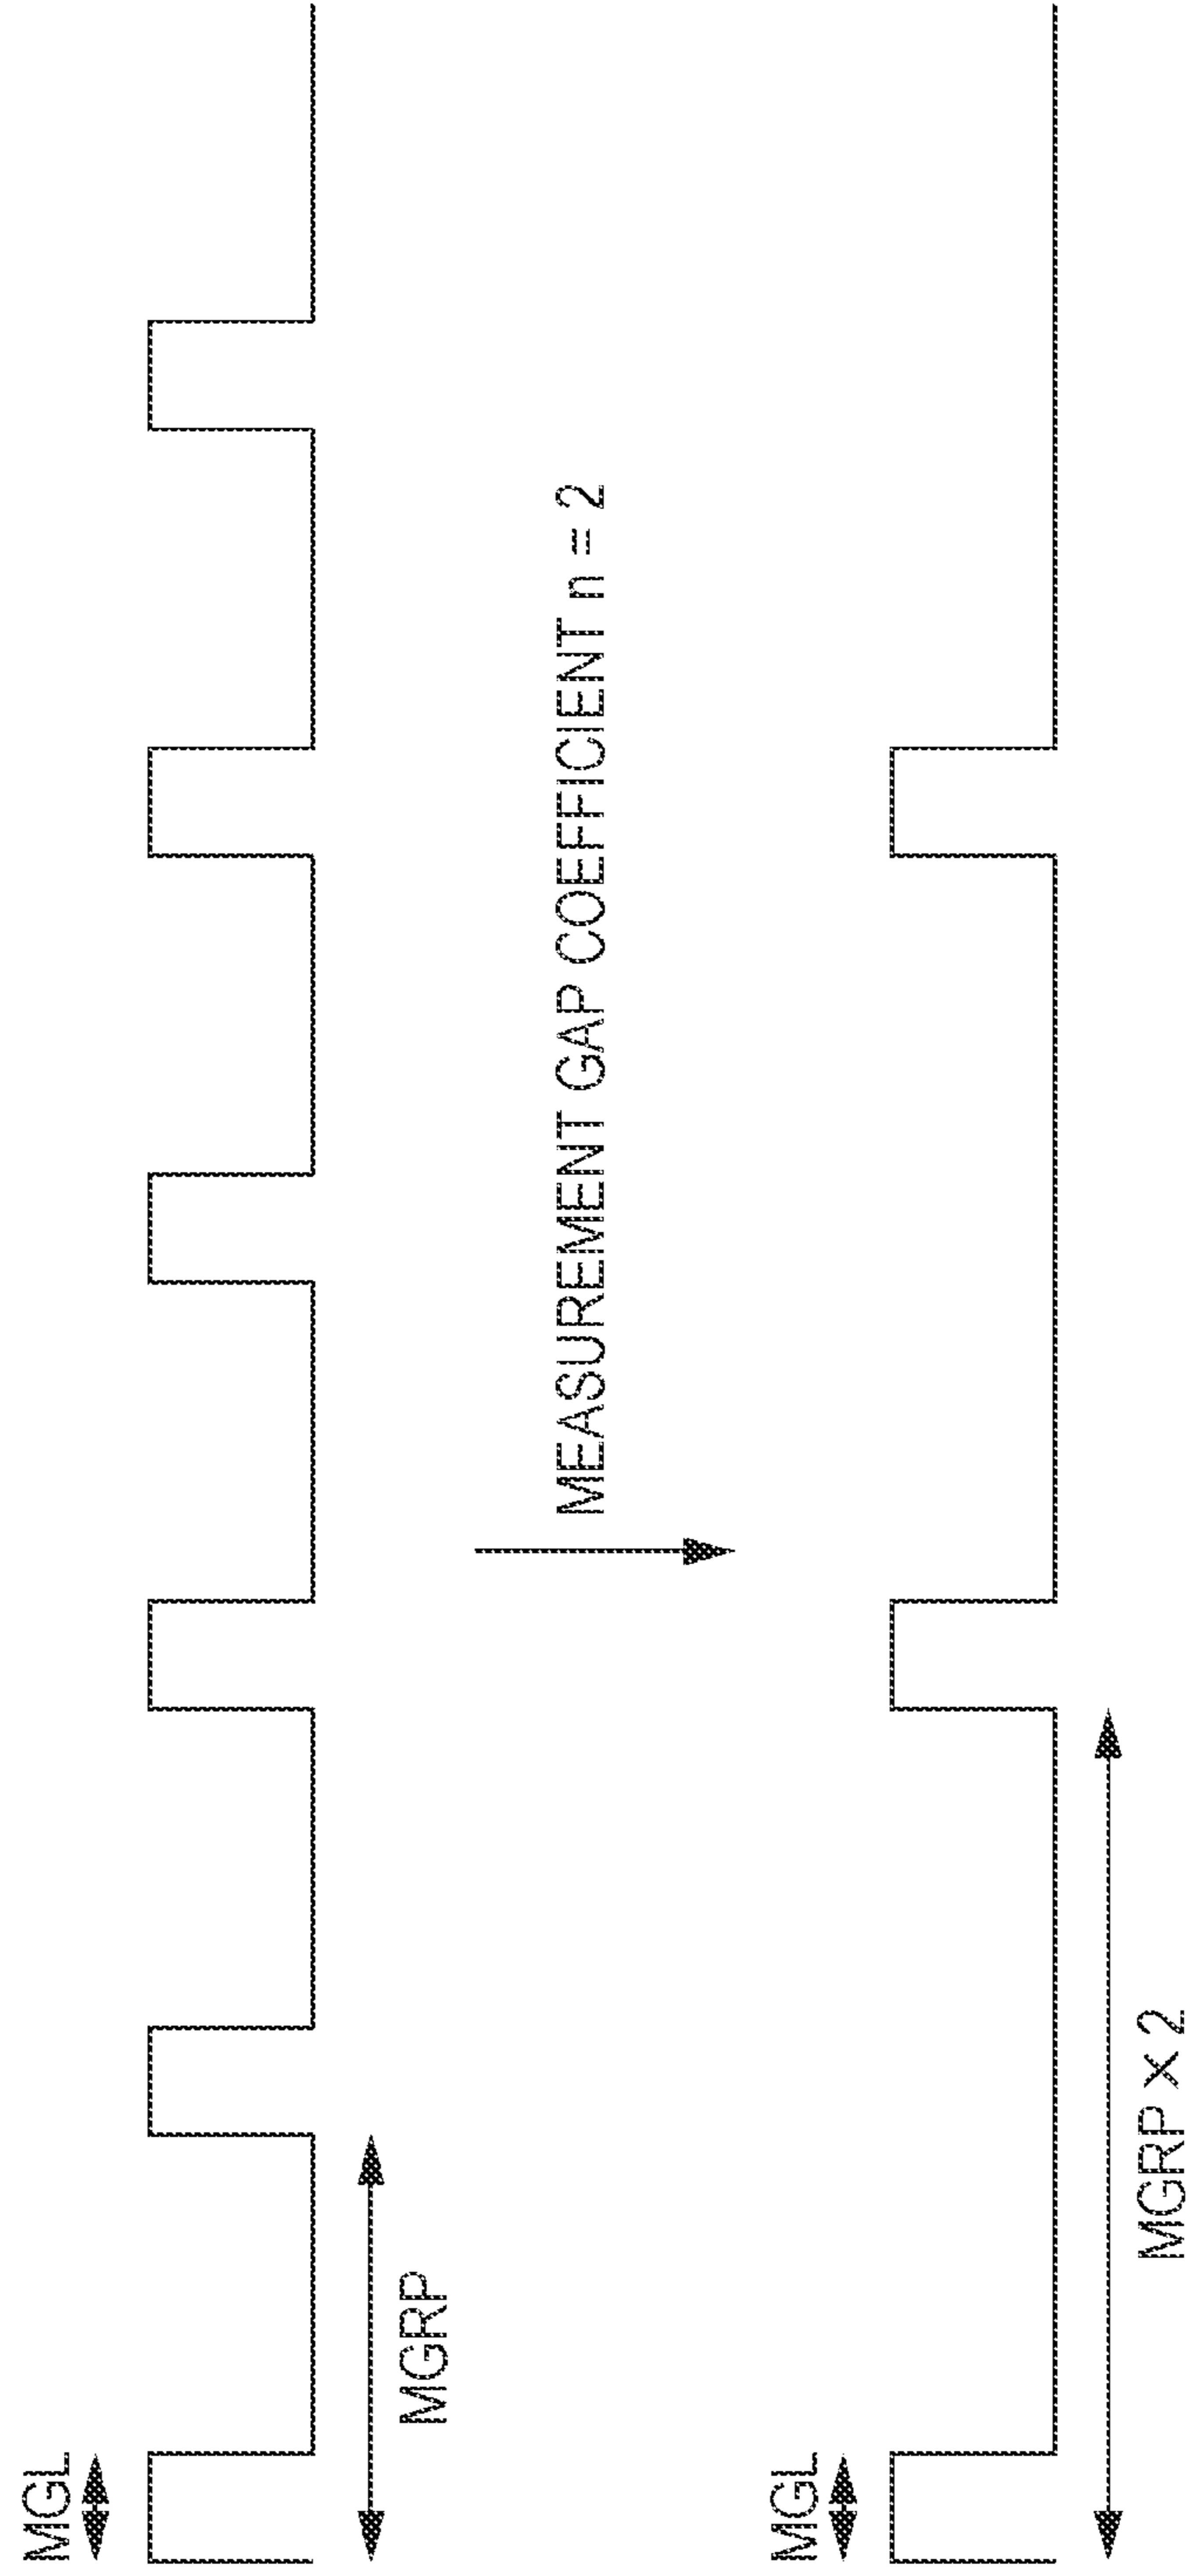 MGL
MGRP
MEASUREMENT GAP COEFFICIENT n = 2
MGL
MGRP × 2